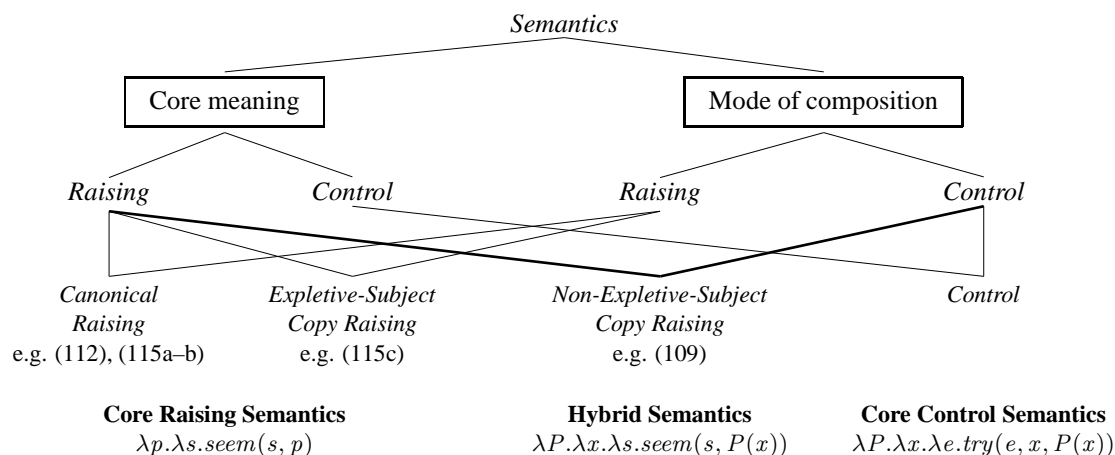 Semantics
Core meaning Mode of composition
Raising Control Raising Control
Canonical Expletive-Subject Non-Expletive-Subject Control
Raising Copy Raising Copy Raising
e.g. (112), (115a–b) e.g. (115c) e.g. (109)
Core Raising Semantics Hybrid Semantics Core Control Semantics
λp.λs.seem(s, p) λP.λx.λs.seem(s, P(x)) λP.λx.λe.try(e, x, P(x))